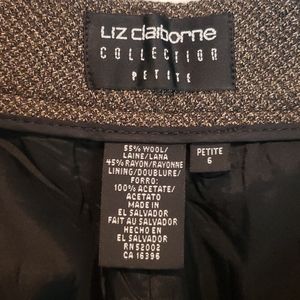 Liz claiborne
COLLECTION
PETITE
55% WOOL/
LAINE/LANA
45% RAYON/RAYONNE
LINING/DOUBLURE/
FORRO:
100% ACETATE/
ACETATO
MADE IN
EL SALVADOR
FAIT AU SALVADOR
HECHO EN
EL SALVADOR
RN 52002
CA 16396
PETITE
6